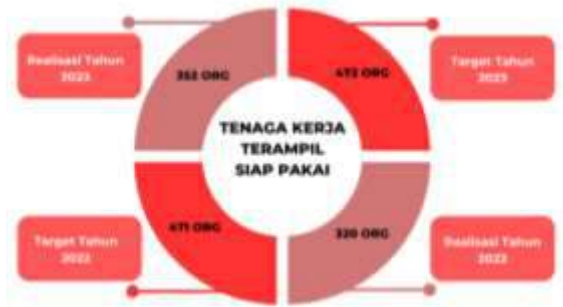 Realisasi Tahun
2023
352 ORG
472 ORG
Target Tahun
2023
TENAGA KERJA
TERAMPIL
SIAP PAKAI
Target Tahun
2022
471 ORG
320 ORG
Realisasi Tahun
2022